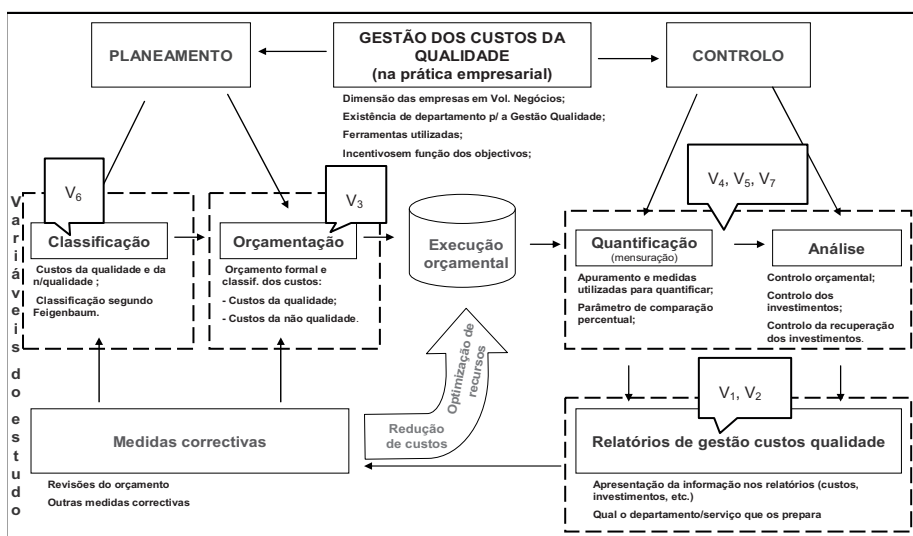 GESTÃO DOS CUSTOS DA
QUALIDADE
(na prática empresarial)
PLANEAMENTO
CONTROLO
Dimensão das empresas em Vol. Negócios;
Existência de departamento p/ a Gestão Qualidade;
Ferramentas utilizadas;
Incentivosem função dos objectivos;
Variáveis do estudo
V6
V3
V4, V5, V7
Classificação
Custos da qualidade e da
n/qualidade ;
Classificação segundo
Feigenbaum.
Orçamentação
Orçamento formal e
classif. dos custos:
- Custos da qualidade;
- Custos da não qualidade.
Execução
orçamental
Quantificação
(mensuração)
Apuramento e medidas
utilizadas para quantificar;
Parâmetro de comparação
percentual;
Análise
Controlo orçamental;
Controlo dos
investimentos;
Controlo da recuperação
dos investimentos.
Optimização de
recursos
Redução
de custos
V1, V2
Medidas correctivas
Revisões do orçamento
Outras medidas correctivas
Relatórios de gestão custos qualidade
Apresentação da informação nos relatórios (custos,
investimentos, etc.)
Qual o departamento/serviço que os prepara